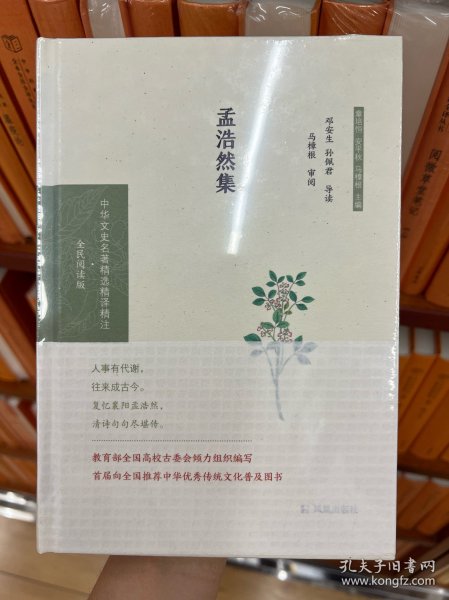 孟浩然集
邓安生 孙佩君 导读
马樟根 审阅
章培恒 安平秋 马樟根 主编
中华文史名著精选精译精注
全民阅读版
人事有代谢，
往来成古今。
复忆襄阳孟浩然，
清诗句句尽堪传。
教育部全国高校古委会倾力组织编写
首届向全国推荐中华优秀传统文化普及图书
凤凰出版社
阅微草堂笔记
孔夫子旧书网
www.kongfz.com